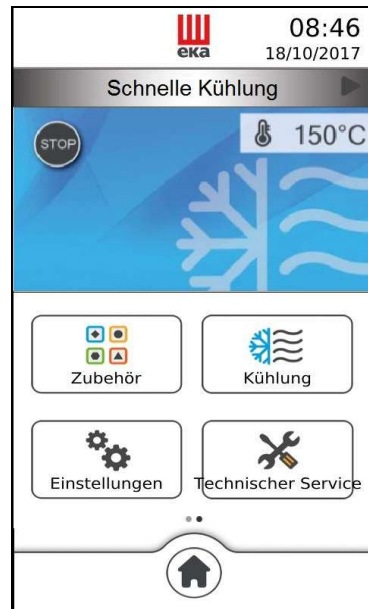 eka
08:46
18/10/2017
Schnelle Kühlung
STOP
150°C
Zubehör
Kühlung
Einstellungen
Technischer Service